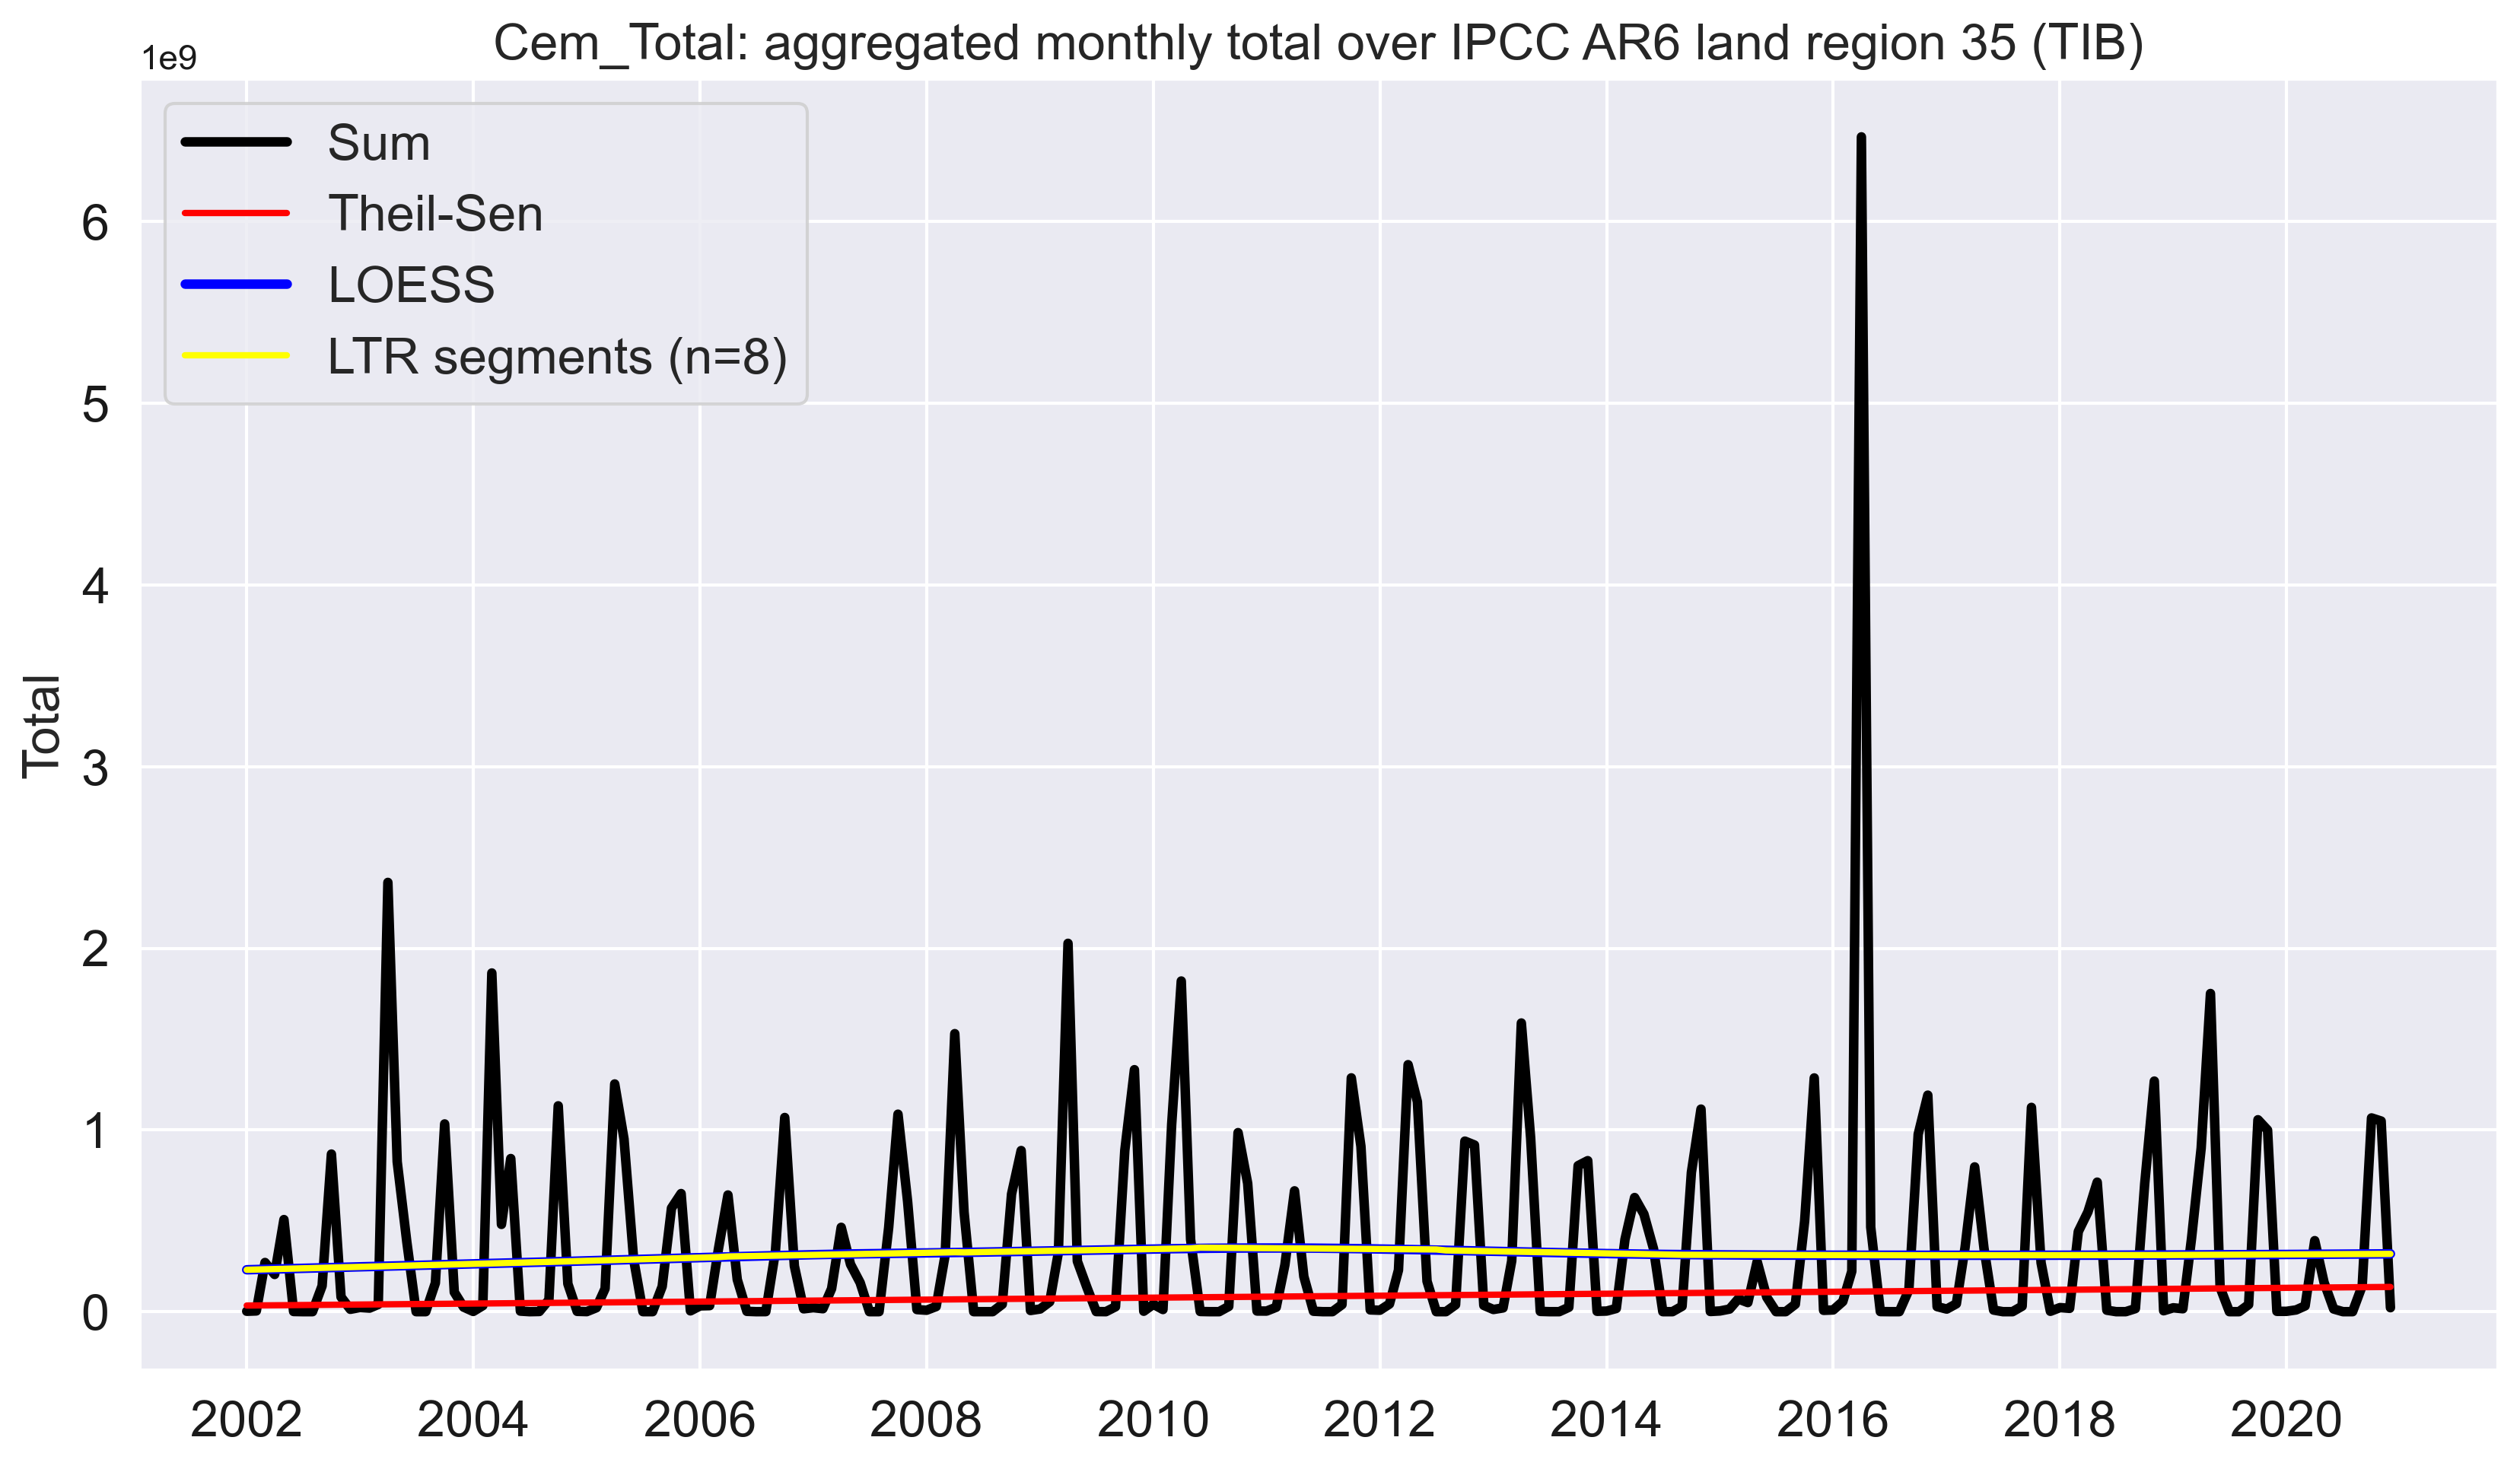 Cem_Total: aggregated monthly total over IPCC AR6 land region 35 (TIB)
1e9
Sum
Theil-Sen
LOESS
LTR segments (n=8)
6
5
4
3
2
1
0
Total
2002 2004 2006 2008 2010 2012 2014 2016 2018 2020